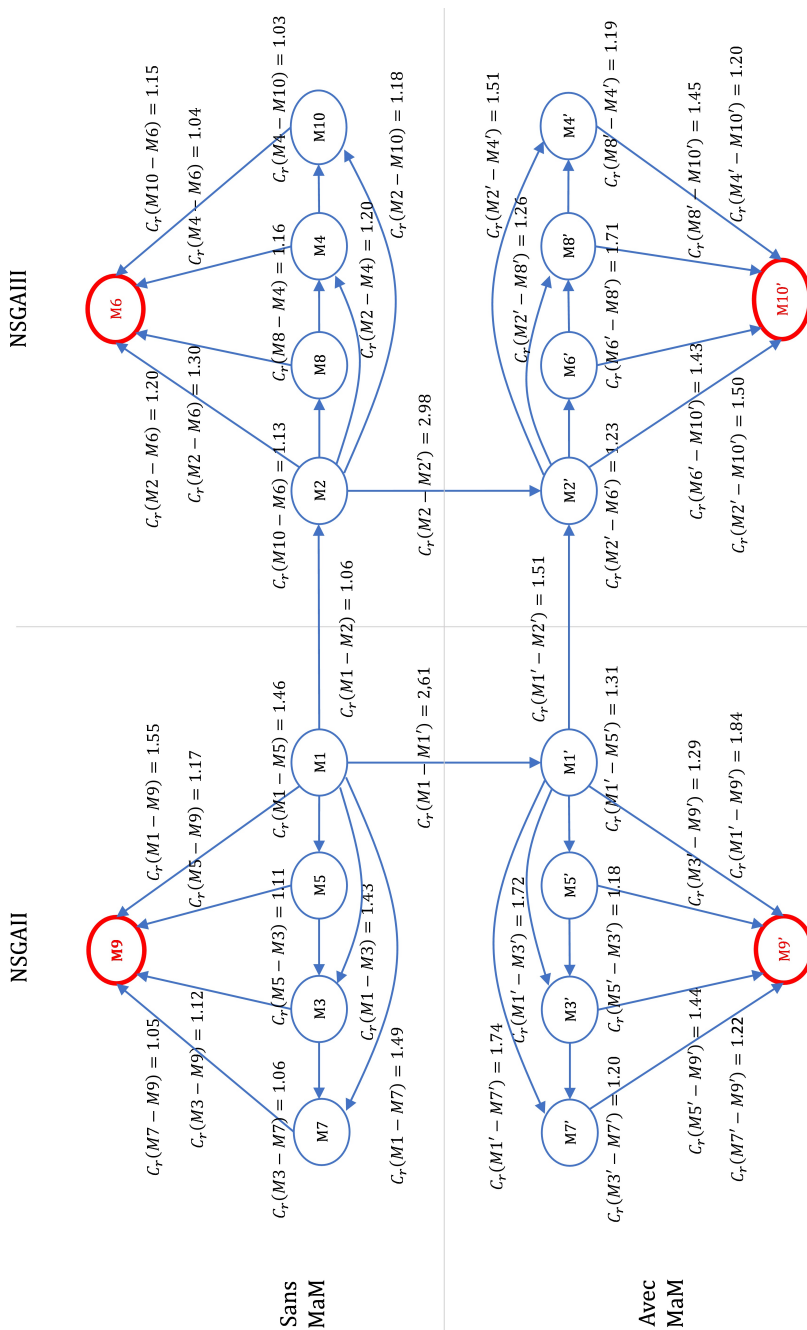 NSGAII
NSGAIII
M9
M6
Cᵣ(M7 − M9) = 1.05
Cᵣ(M1 − M9) = 1.55
Cᵣ(M2 − M6) = 1.20
Cᵣ(M10 − M6) = 1.15
Cᵣ(M3 − M9) = 1.12
Cᵣ(M5 − M9) = 1.17
Cᵣ(M2 − M6) = 1.30
Cᵣ(M4 − M6) = 1.04
Cᵣ(M3 − M7) = 1.06
Cᵣ(M5 − M3) = 1.11
Cᵣ(M1 − M5) = 1.46
Cᵣ(M10 − M6) = 1.13
Cᵣ(M8 − M4) = 1.16
Cᵣ(M4 − M10) = 1.03
Sans
MaM
M7
M3
M5
M1
M2
M8
M4
M10
Cᵣ(M1 − M2) = 1.06
Cᵣ(M1 − M3) = 1.43
Cᵣ(M2 − M4) = 1.20
Cᵣ(M1 − M7) = 1.49
Cᵣ(M2 − M10) = 1.18
Cᵣ(M1 − M1′) = 2,61
Cᵣ(M2 − M2′) = 2.98
Cᵣ(M1′ − M7′) = 1.74
Cᵣ(M2′ − M4′) = 1.51
Cᵣ(M1′ − M3′) = 1.72
Cᵣ(M1′ − M2′) = 1.51
Cᵣ(M2′ − M8′) = 1.26
M7'
M3'
M5'
M1'
M2'
M6'
M8'
M4'
Cᵣ(M3′ − M7′) = 1.20
Cᵣ(M5′ − M3′) = 1.18
Cᵣ(M1′ − M5′) = 1.31
Cᵣ(M2′ − M6′) = 1.23
Cᵣ(M6′ − M8′) = 1.71
Cᵣ(M8′ − M4′) = 1.19
Avec
MaM
Cᵣ(M5′ − M9′) = 1.44
Cᵣ(M3′ − M9′) = 1.29
Cᵣ(M6′ − M10′) = 1.43
Cᵣ(M8′ − M10′) = 1.45
Cᵣ(M7′ − M9′) = 1.22
Cᵣ(M1′ − M9′) = 1.84
Cᵣ(M2′ − M10′) = 1.50
Cᵣ(M4′ − M10′) = 1.20
M9'
M10'